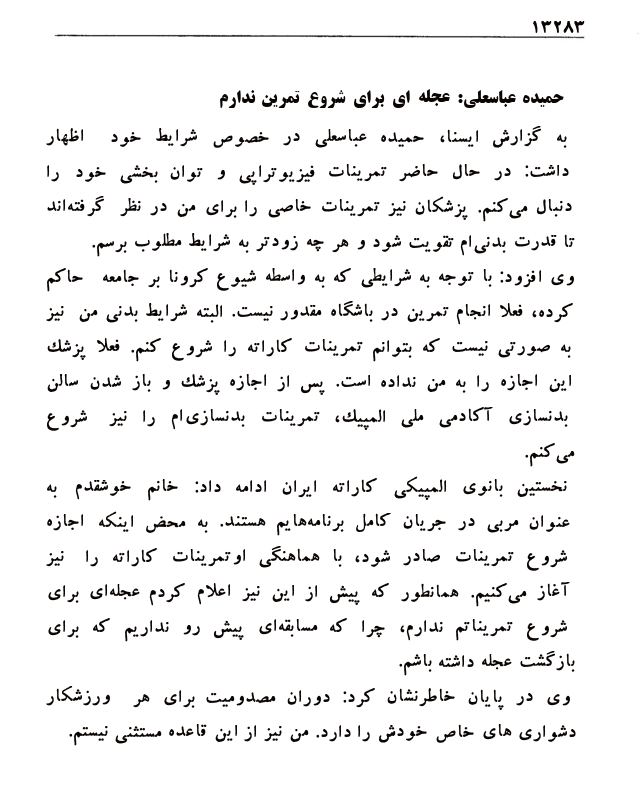 ۱۳۲۸۳
حمیده عباسعلی: عجله ای برای شروع تمرین ندارم
به گزارش ایسنا، حمیده عباسعلی در خصوص شرایط خود اظهار
داشت: در حال حاضر تمرینات فیزیوتراپی و توان بخشی خود را
دنبال می‌کنم. پزشکان نیز تمرینات خاصی را برای من در نظر گرفته‌اند
تا قدرت بدنی‌ام تقویت شود و هر چه زودتر به شرایط مطلوب برسم.
وی افزود: با توجه به شرایطی که به واسطه شیوع کرونا بر جامعه حاکم
کرده، فعلا انجام تمرین در باشگاه مقدور نیست. البته شرایط بدنی من نیز
به صورتی نیست که بتوانم تمرینات کاراته را شروع کنم. فعلا پزشك
این اجازه را به من نداده است. پس از اجازه پزشك و باز شدن سالن
بدنسازی آکادمی ملی المپیك، تمرینات بدنسازی‌ام را نیز شروع
می‌کنم.
نخستین بانوی المپیکی کاراته ایران ادامه داد: خانم خوشقدم به
عنوان مربی در جریان کامل برنامه‌هایم هستند. به محض اینکه اجازه
شروع تمرینات صادر شود، با هماهنگی اوتمرینات کاراته را نیز
آغاز می‌کنیم. همانطور که پیش از این نیز اعلام کردم عجله‌ای برای
شروع تمریناتم ندارم، چرا که مسابقه‌ای پیش رو نداریم که برای
بازگشت عجله داشته باشم.
وی در پایان خاطرنشان کرد: دوران مصدومیت برای هر ورزشکار
دشواری های خاص خودش را دارد. من نیز از این قاعده مستثنی نیستم.